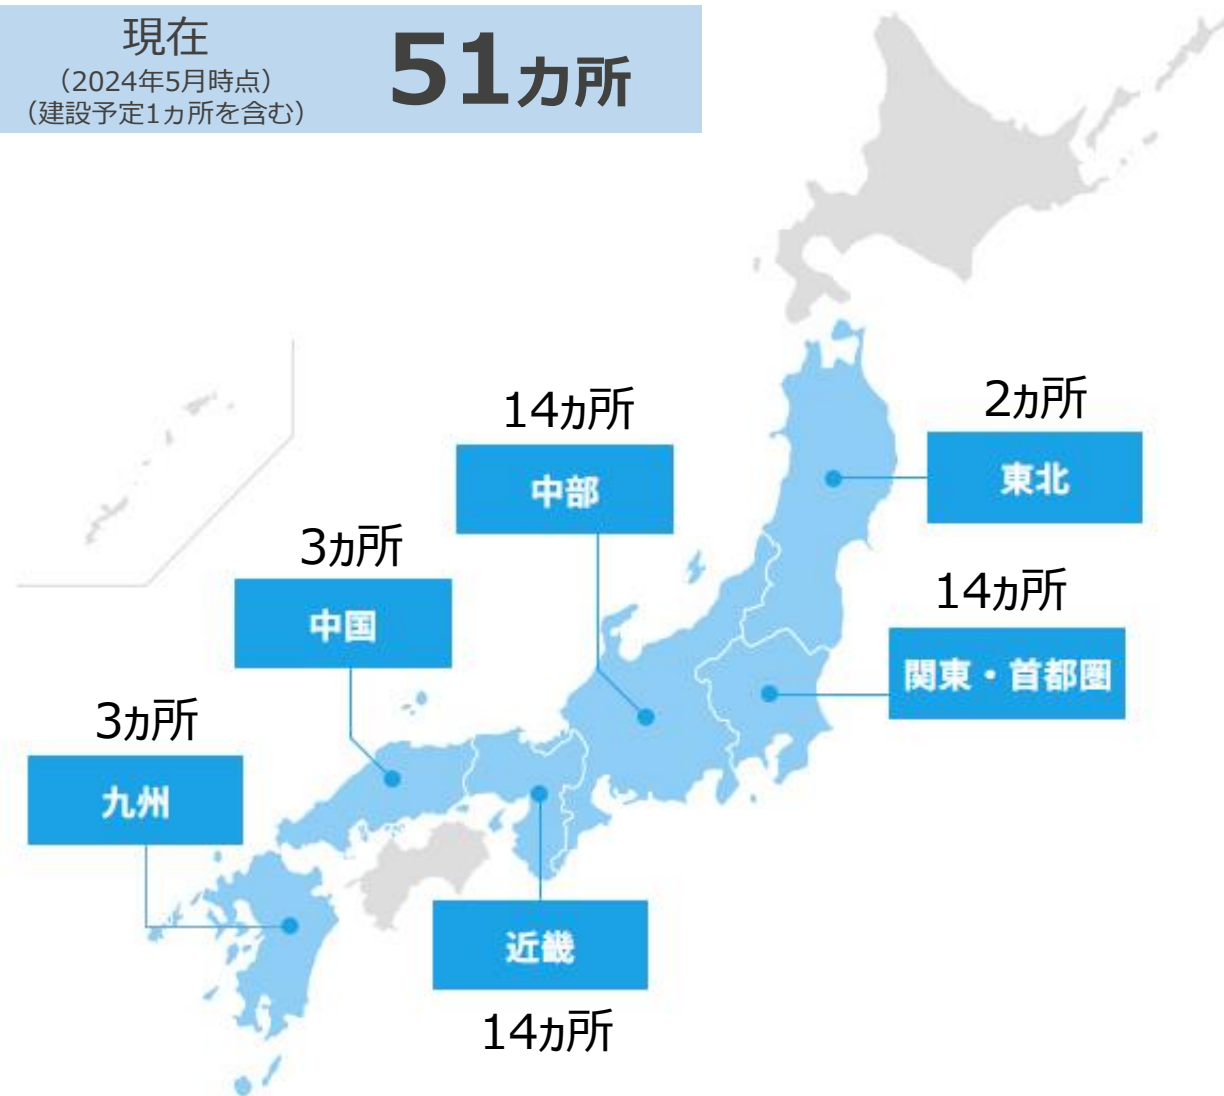 現在
（2024年5月時点）
（建設予定1ヵ所を含む）
51カ所
2ヵ所
東北
14ヵ所
中部
3ヵ所
中国
14ヵ所
関東・首都圏
3ヵ所
九州
近畿
14ヵ所